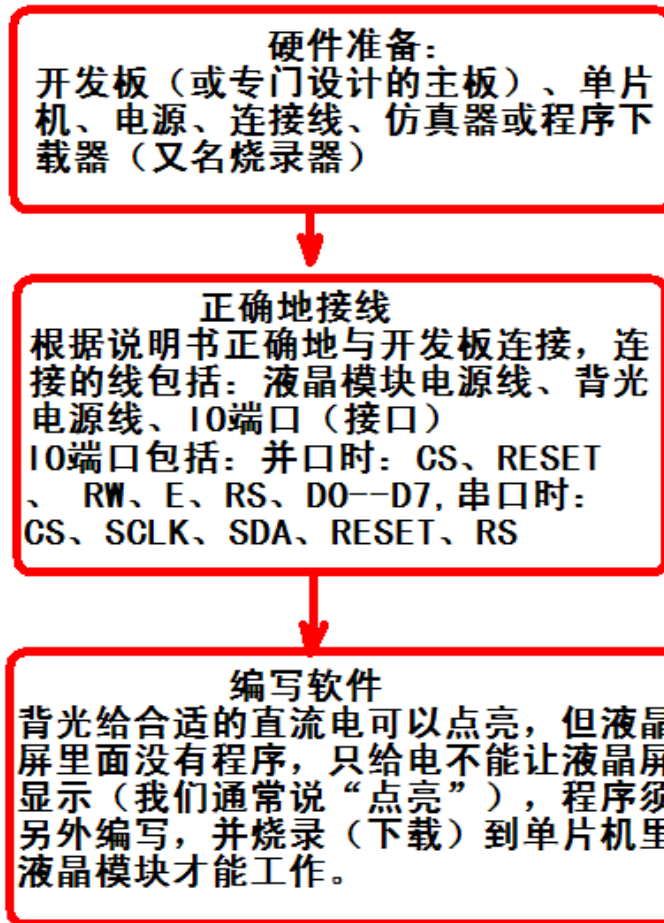 硬件准备:
开发板（或专门设计的主板）、单片
机、电源、连接线、仿真器或程序下
载器（又名烧录器）
正确地接线
根据说明书正确地与开发板连接，连
接的线包括：液晶模块电源线、背光
电源线、IO端口（接口）
IO端口包括：并口时：CS、RESET
、 RW、E、RS、D0--D7,串口时：
CS、SCLK、SDA、RESET、RS
编写软件
背光给合适的直流电可以点亮，但液晶
屏里面没有程序，只给电不能让液晶屏
显示（我们通常说“点亮”），程序须
另外编写，并烧录（下载）到单片机里
液晶模块才能工作。